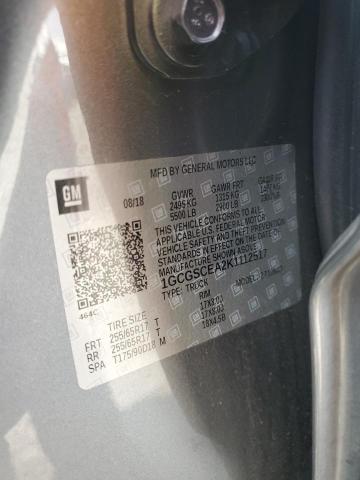 MFD BY GENERAL MOTORS LLC
GM
08/18
GVWR GAWR FRT GAWR RR
2495 KG 1315 KG
5500 LB 2900 LB
THIS VEHICLE CONFORMS TO ALL
APPLICABLE U.S. FEDERAL MOTOR
VEHICLE SAFETY AND BUMPER
STANDARDS IN EFFECT ON THE DATE OF
MANUFACTURE SHOWN ABOVE.
1GCGSCEA2K1112517
TYPE: TRUCK MODEL:
464C
TIRE SIZE RIM
FRT 255/65R17 T 17X8.0J
RR 255/65R17 T 17X8.0J
SPA T175/90D18 M 18X4.5B